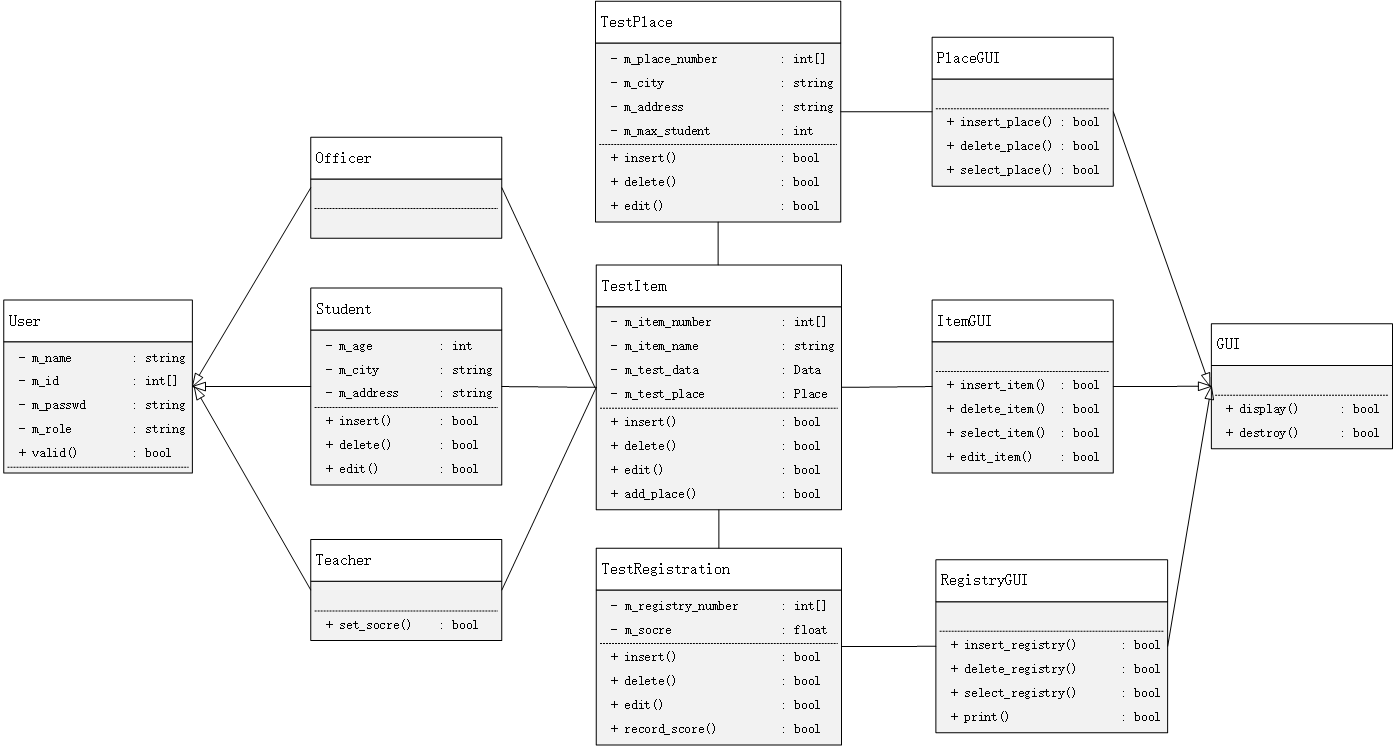 User
- m_name : string
- m_id : int[]
- m_passwd : string
- m_role : string
+ valid() : bool
Officer
Student
- m_age : int
- m_city : string
- m_address : string
+ insert() : bool
+ delete() : bool
+ edit() : bool
Teacher
+ set_socre() : bool
TestPlace
- m_place_number : int[]
- m_city : string
- m_address : string
- m_max_student : int
+ insert() : bool
+ delete() : bool
+ edit() : bool
TestItem
- m_item_number : int[]
- m_item_name : string
- m_test_data : Data
- m_test_place : Place
+ insert() : bool
+ delete() : bool
+ edit() : bool
+ add_place() : bool
TestRegistration
- m_registry_number : int[]
- m_socre : float
+ insert() : bool
+ delete() : bool
+ edit() : bool
+ record_score() : bool
PlaceGUI
+ insert_place() : bool
+ delete_place() : bool
+ select_place() : bool
ItemGUI
+ insert_item() : bool
+ delete_item() : bool
+ select_item() : bool
+ edit_item() : bool
RegistryGUI
+ insert_registry() : bool
+ delete_registry() : bool
+ select_registry() : bool
+ print() : bool
GUI
+ display() : bool
+ destroy() : bool